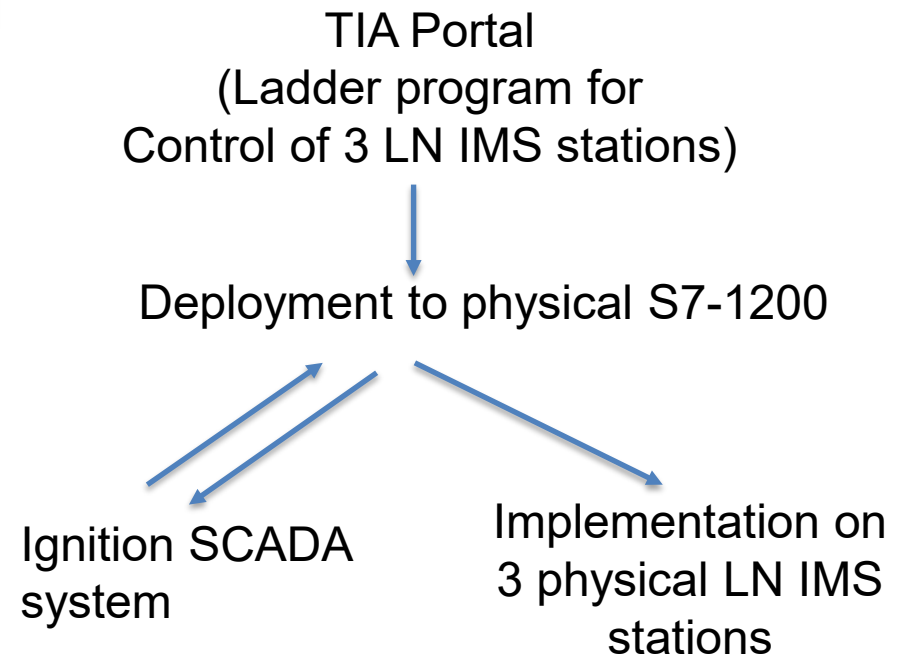 TIA Portal
(Ladder program for
Control of 3 LN IMS stations)
Deployment to physical S7-1200
Ignition SCADA
system
Implementation on
3 physical LN IMS
stations